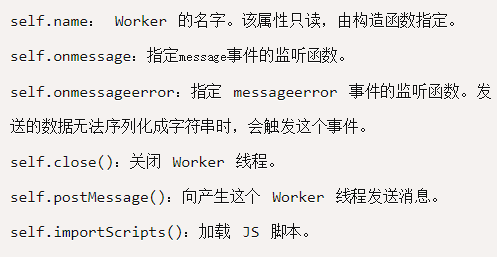 self.name： Worker 的名字。该属性只读，由构造函数指定。
self.onmessage：指定message事件的监听函数。
self.onmessageerror：指定 messageerror 事件的监听函数。发
送的数据无法序列化成字符串时，会触发这个事件。
self.close()：关闭 Worker 线程。
self.postMessage()：向产生这个 Worker 线程发送消息。
self.importScripts()：加载 JS 脚本。